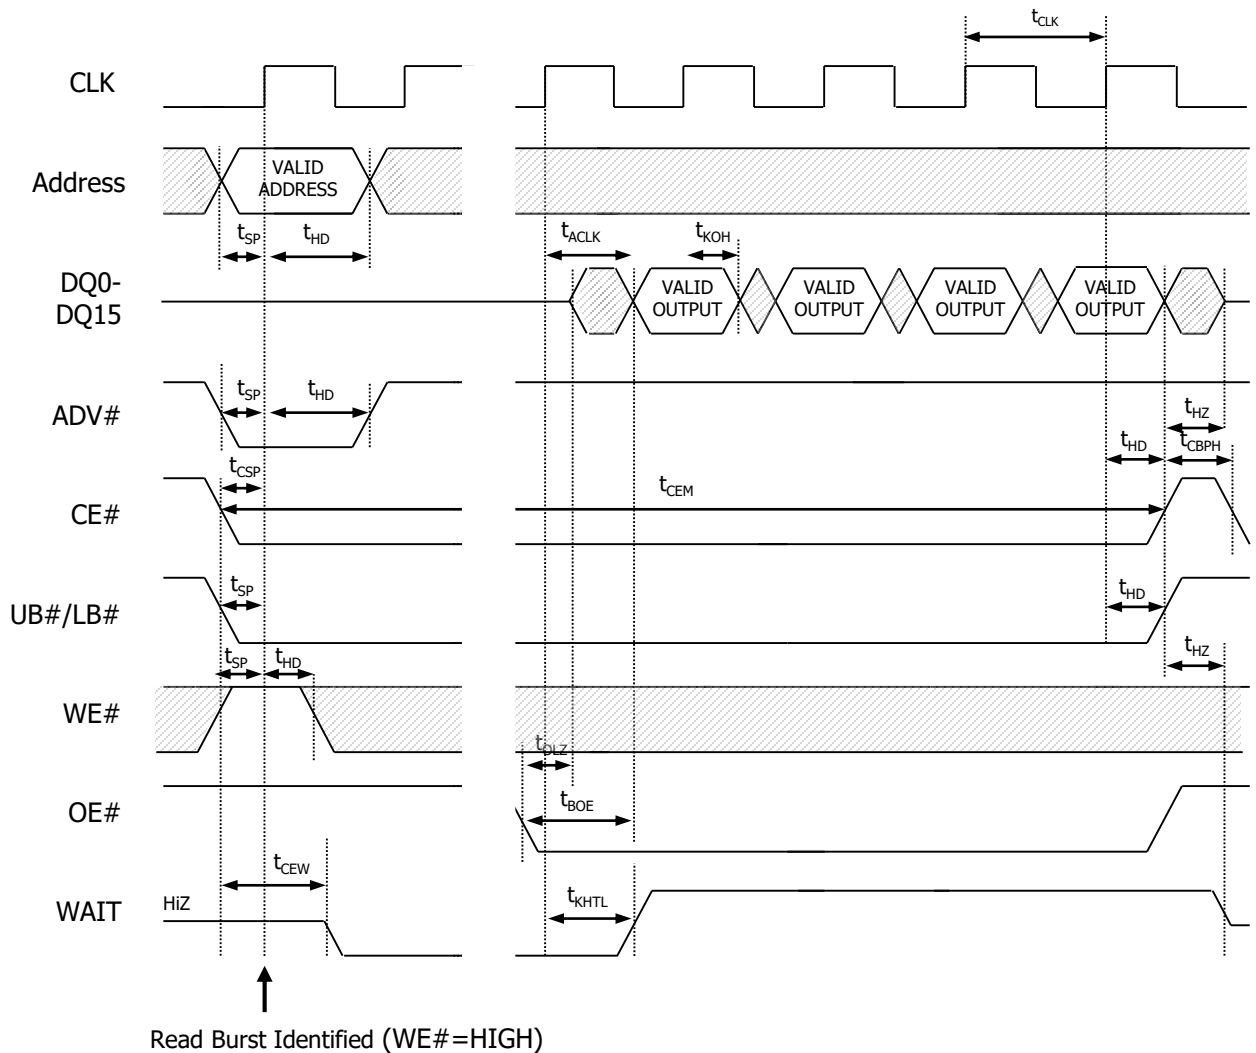 tCLK
CLK
VALID
ADDRESS
Address
tSP
tHD
tACLK
tKOH
DQ0-
DQ15
VALID
OUTPUT
VALID
OUTPUT
VALID
OUTPUT
VALID
OUTPUT
tSP
tHD
ADV#
tHZ
tHD
tCBPH
tCSP
tCEM
CE#
tSP
UB#/LB#
tHD
tSP
tHD
tHZ
WE#
tOLZ
OE#
tBOE
tCEW
HiZ
WAIT
tKHTL
Read Burst Identified (WE#=HIGH)